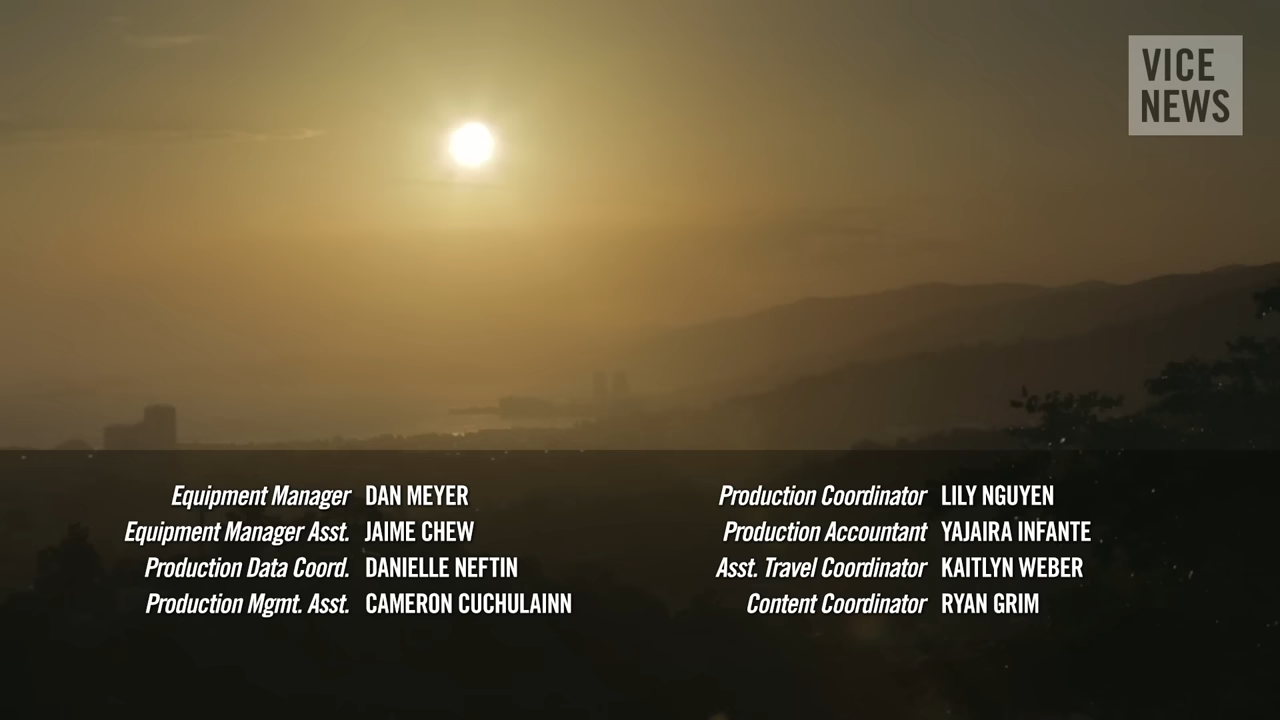 VICE
NEWS
Equipment Manager DAN MEYER
Equipment Manager Asst. JAIME CHEW
Production Data Coord. DANIELLE NEFTIN
Production Mgmt. Asst. CAMERON CUCHULAINN
Production Coordinator LILY NGUYEN
Production Accountant YAJAIRA INFANTE
Asst. Travel Coordinator KAITLYN WEBER
Content Coordinator RYAN GRIM